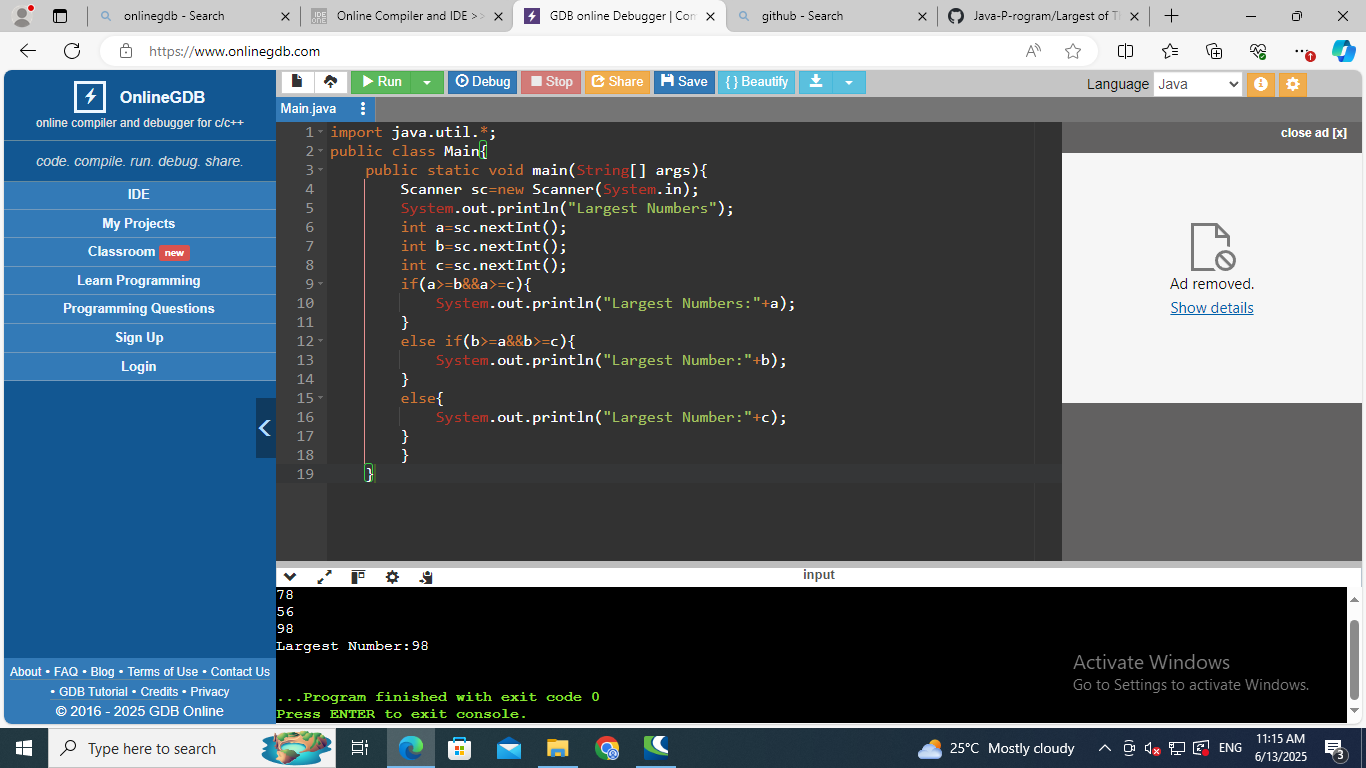 onlinegdb - Search
Online Compiler and IDE >>
GDB online Debugger | Con
github - Search
Java-P-rogram/Largest of Th
https://www.onlinegdb.com
OnlineGDB
online compiler and debugger for c/c++
code. compile. run. debug. share.
IDE
My Projects
Classroom new
Learn Programming
Programming Questions
Sign Up
Login
About • FAQ • Blog • Terms of Use • Contact Us
• GDB Tutorial • Credits • Privacy
© 2016 - 2025 GDB Online
Run Debug Stop Share Save { } Beautify
Language Java
Main.java
1 import java.util.*;
2 public class Main{
3 public static void main(String[] args){
4 Scanner sc=new Scanner(System.in);
5 System.out.println("Largest Numbers");
6 int a=sc.nextInt();
7 int b=sc.nextInt();
8 int c=sc.nextInt();
9 if(a>=b&&a>=c){
10 System.out.println("Largest Numbers:"+a);
11 }
12 else if(b>=a&&b>=c){
13 System.out.println("Largest Number:"+b);
14 }
15 else{
16 System.out.println("Largest Number:"+c);
17 }
18 }
19 }
close ad [x]
Ad removed.
Show details
input
78
56
98
Largest Number:98
...Program finished with exit code 0
Press ENTER to exit console.
Activate Windows
Go to Settings to activate Windows.
Type here to search
25°C Mostly cloudy
ENG
11:15 AM
6/13/2025
3